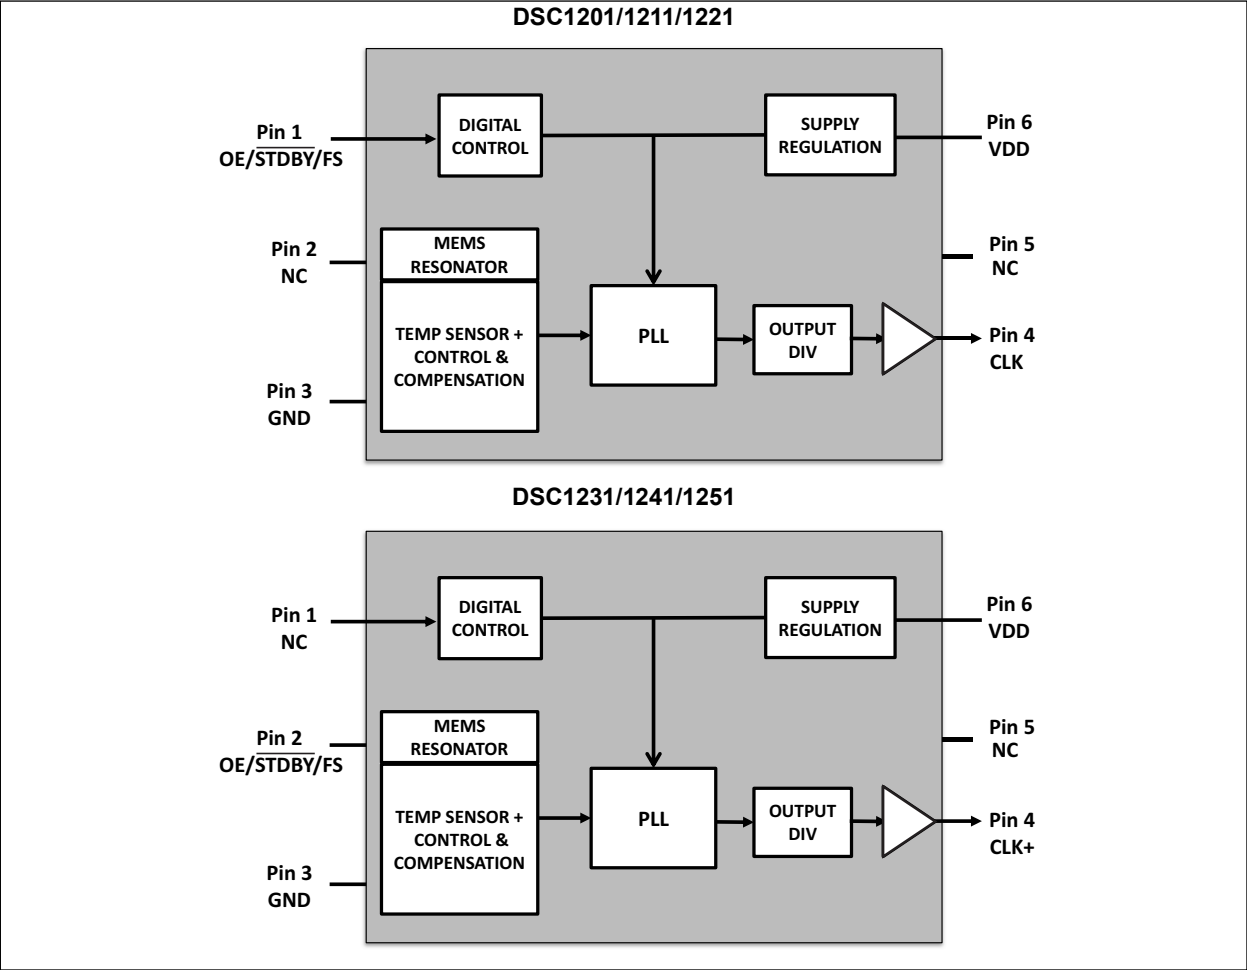 DSC1201/1211/1221
Pin 1
OE/STDBY/FS
DIGITAL
CONTROL
SUPPLY
REGULATION
Pin 6
VDD
Pin 2
NC
MEMS
RESONATOR
Pin 5
NC
TEMP SENSOR +
CONTROL &
COMPENSATION
PLL
OUTPUT
DIV
Pin 4
CLK
Pin 3
GND
DSC1231/1241/1251
Pin 1
NC
DIGITAL
CONTROL
SUPPLY
REGULATION
Pin 6
VDD
Pin 2
OE/STDBY/FS
MEMS
RESONATOR
Pin 5
NC
TEMP SENSOR +
CONTROL &
COMPENSATION
PLL
OUTPUT
DIV
Pin 4
CLK+
Pin 3
GND